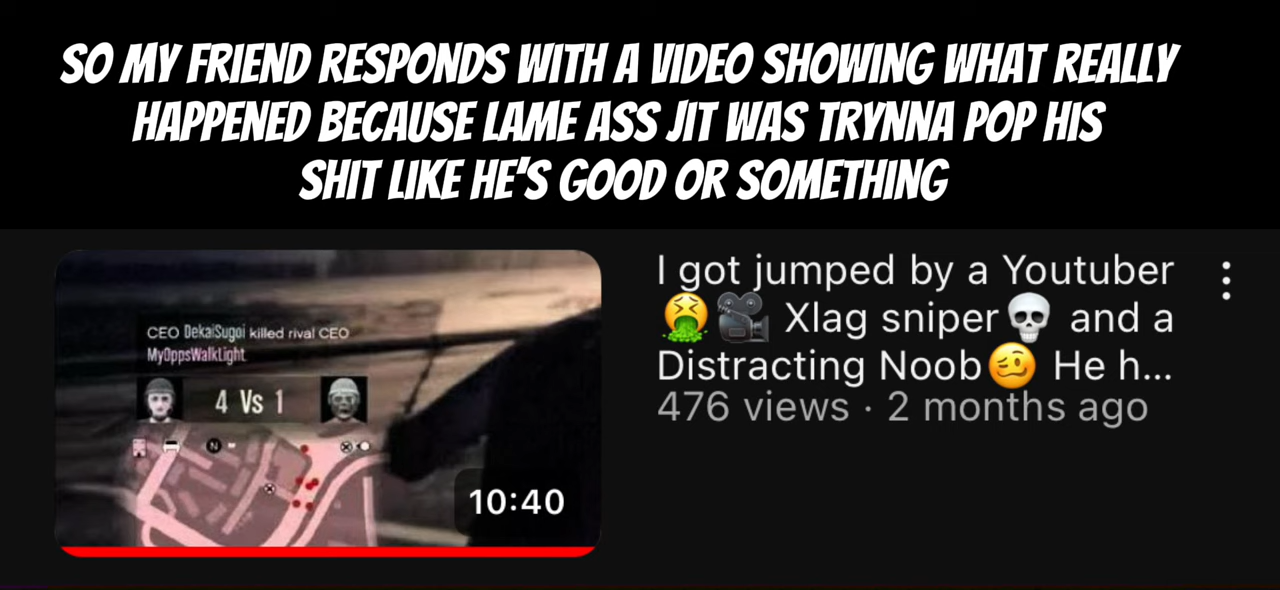 SO MY FRIEND RESPONDS WITH A VIDEO SHOWING WHAT REALLY
HAPPENED BECAUSE LAME ASS JIT WAS TRYNNA POP HIS
SHIT LIKE HE'S GOOD OR SOMETHING
CEO DekaiSugoi killed rival CEO
MyOppsWalkLight
4 Vs 1
N
10:40
I got jumped by a Youtuber
🤮🎥 Xlag sniper💀 and a
Distracting Noob🥴 He h...
476 views · 2 months ago